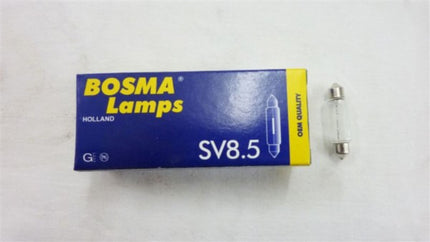 BOSMA®
Lamps
HOLLAND
SV8.5
OEM QUALITY
G